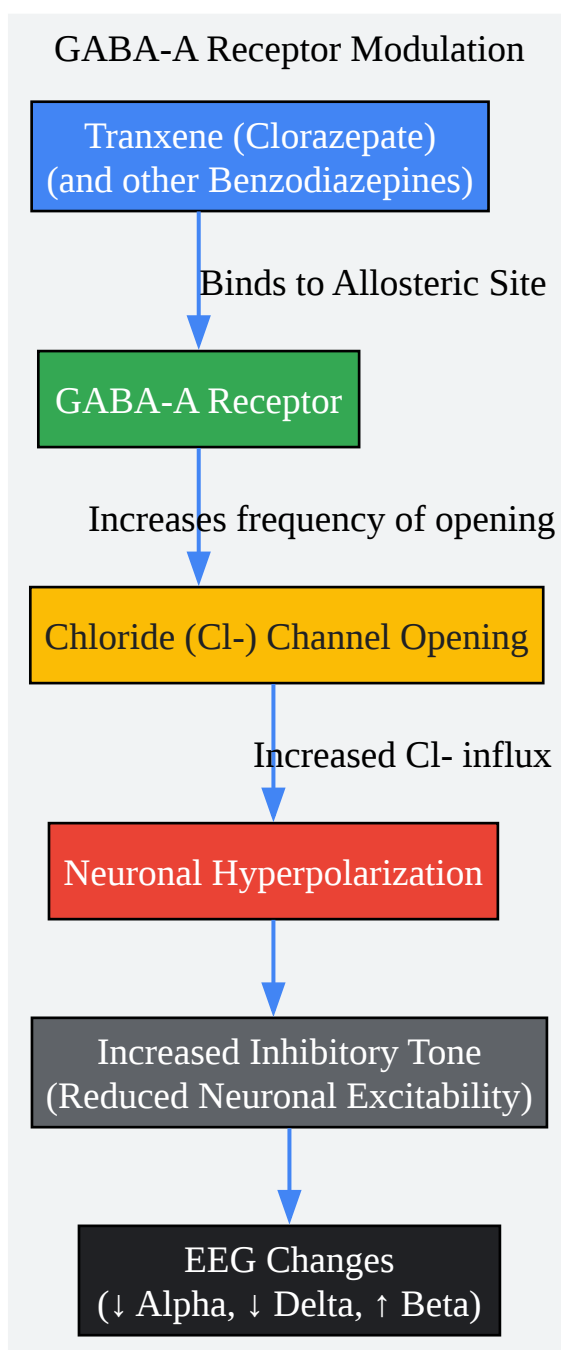 GABA-A Receptor Modulation
Tranxene (Clorazepate)
(and other Benzodiazepines)
Binds to Allosteric Site
GABA-A Receptor
Increases frequency of opening
Chloride (Cl-) Channel Opening
Increased Cl- influx
Neuronal Hyperpolarization
Increased Inhibitory Tone
(Reduced Neuronal Excitability)
EEG Changes
(↓ Alpha, ↓ Delta, ↑ Beta)